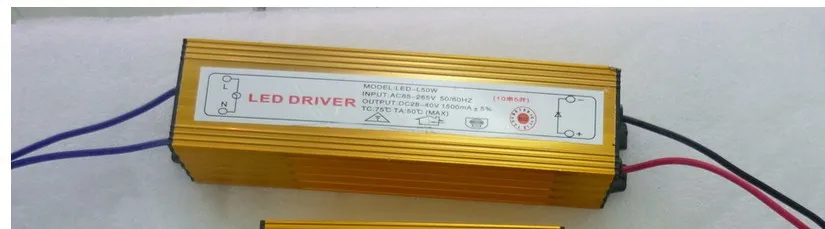 L
N
LED DRIVER
MODEL:LED-L50W
INPUT:AC85-265V 50/60HZ
OUTPUT:DC28-40V 1500mA±5%
TC:75℃ TA:50℃ (MAX)
(10串5并)
−
+